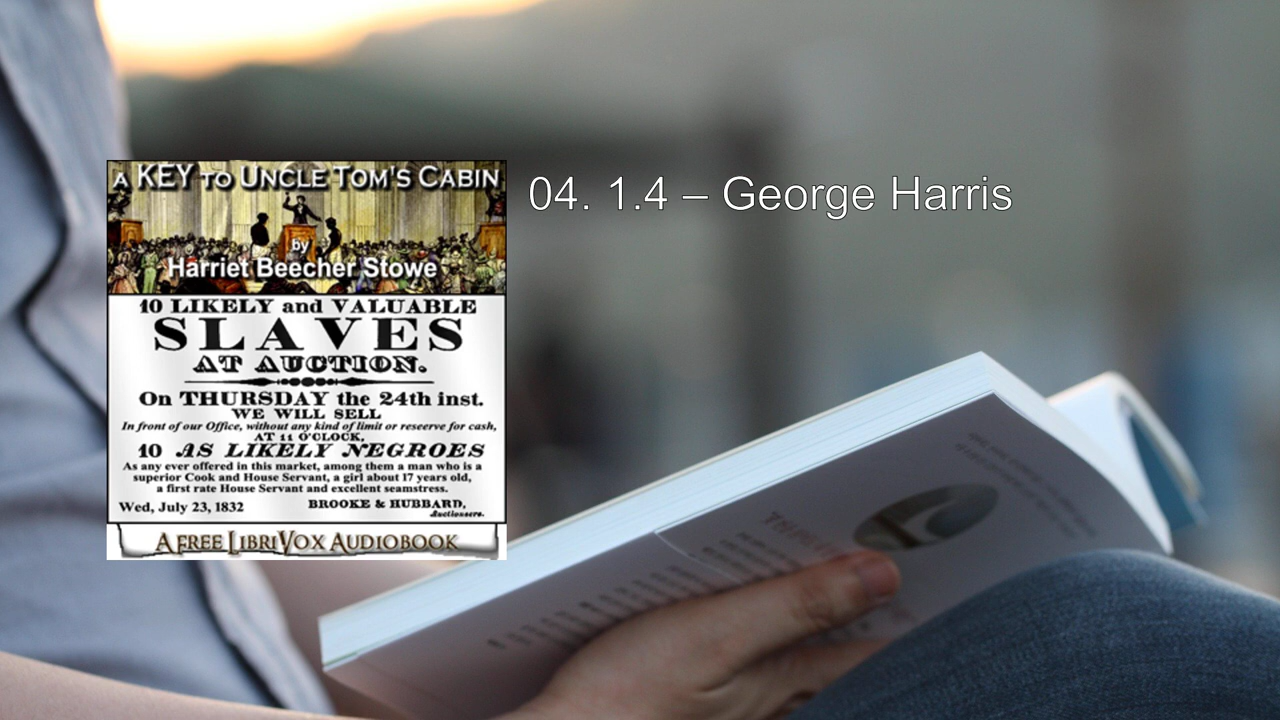 A KEY TO UNCLE TOM'S CABIN
by
Harriet Beecher Stowe
10 LIKELY and VALUABLE
SLAVES
AT AUCTION.
On THURSDAY the 24th inst.
WE WILL SELL
In front of our Office, without any kind of limit or reserve for cash,
AT 11 O'CLOCK,
10 AS LIKELY NEGROES
As any ever offered in this market, among them a man who is a
superior Cook and House Servant, a girl about 17 years old,
a first rate House Servant and excellent seamstress.
Wed, July 23, 1832
BROOKE & HUBBARD,
Auctioneers.
A FREE LIBRIVOX AUDIOBOOK
04. 1.4 – George Harris